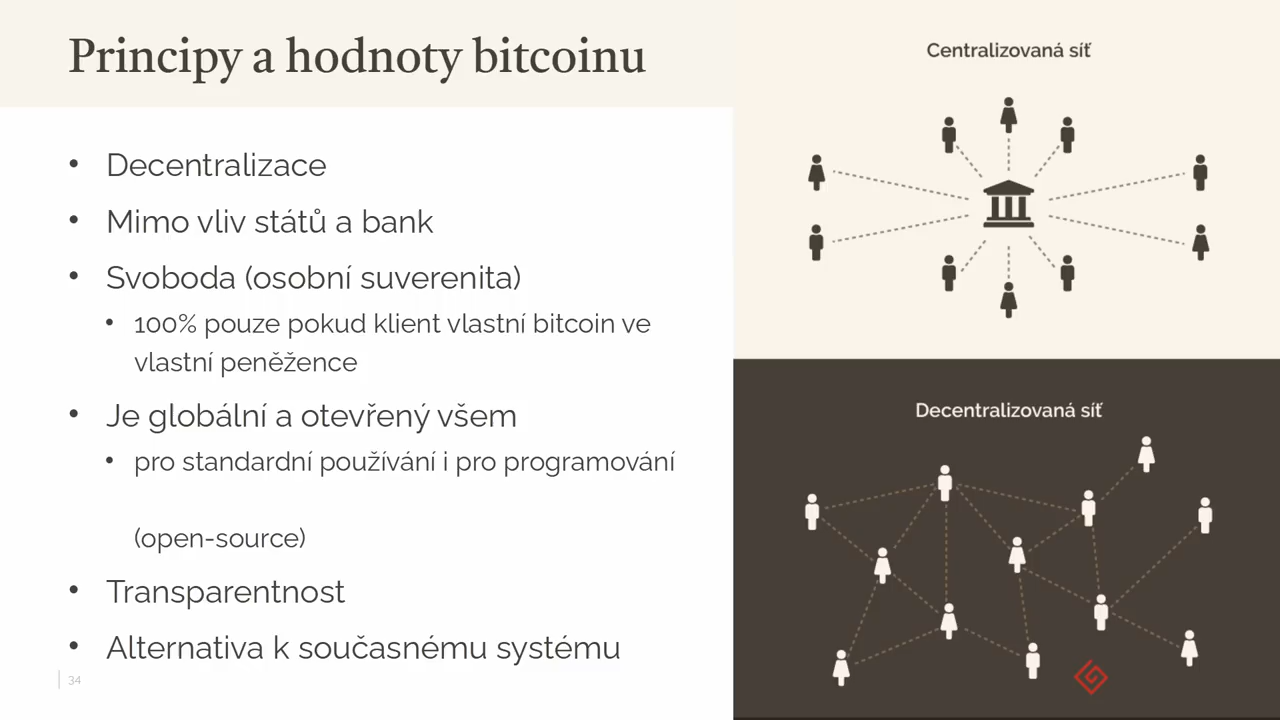 Principy a hodnoty bitcoinu
• Decentralizace
• Mimo vliv států a bank
• Svoboda (osobní suverenita)
• 100% pouze pokud klient vlastní bitcoin ve
vlastní peněžence
• Je globální a otevřený všem
• pro standardní používání i pro programování
(open-source)
• Transparentnost
• Alternativa k současnému systému
34
Centralizovaná síť
Decentralizovaná síť